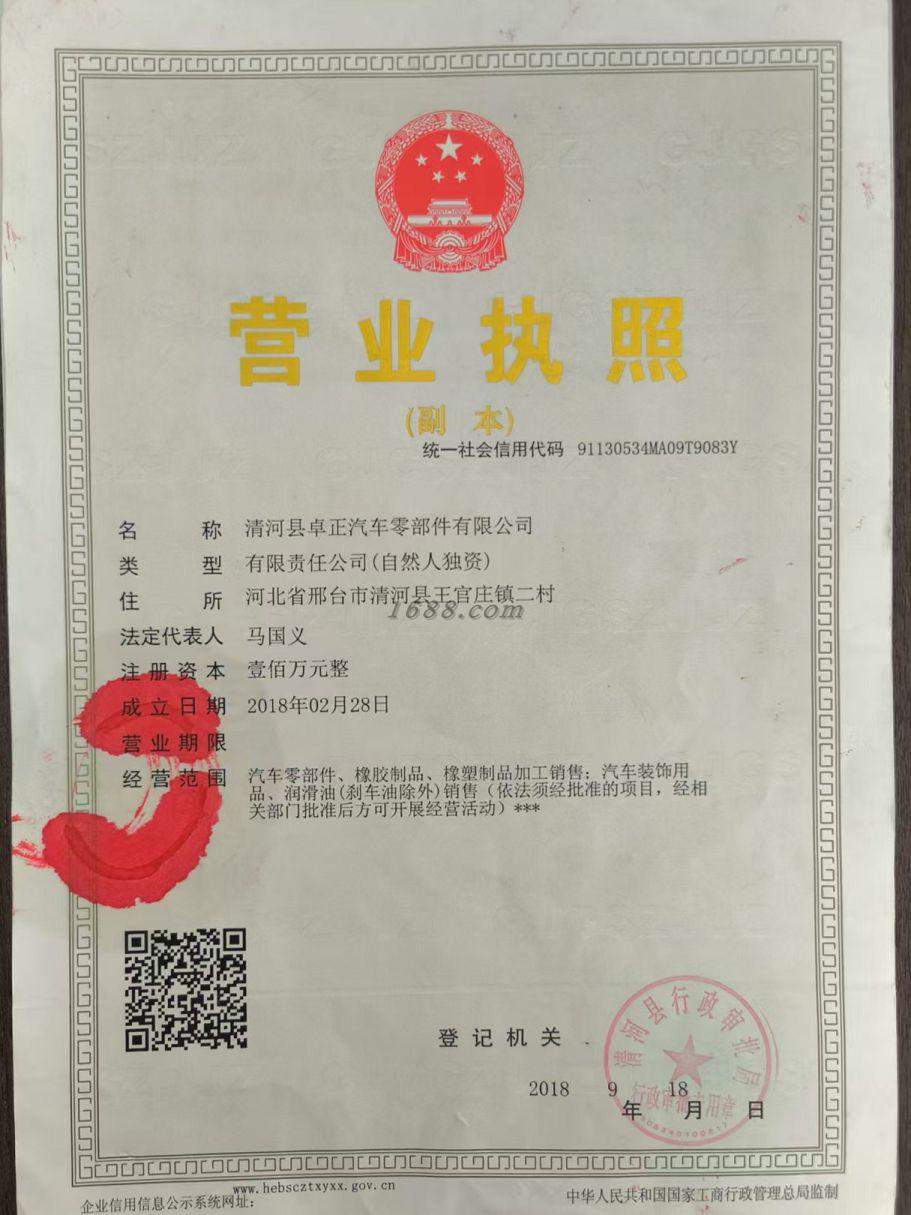 营业执照
(副 本)
统一社会信用代码 91130534MA09T9083Y
名 称 清河县卓正汽车零部件有限公司
类 型 有限责任公司(自然人独资)
住 所 河北省邢台市清河县王官庄镇二村
1688.com
法定代表人 马国义
注册资本 壹佰万元整
成立日期 2018年02月28日
营业期限
经营范围 汽车零部件、橡胶制品、橡塑制品加工销售；汽车装饰用
品、润滑油(刹车油除外)销售（依法须经批准的项目，经相
关部门批准后方可开展经营活动）***
登记机关
清河县行政审批局
行政审批专用章
2018 年 9 月 18 日
www.hebscztxyxx.gov.cn
企业信用信息公示系统网址：
中华人民共和国国家工商行政管理总局监制